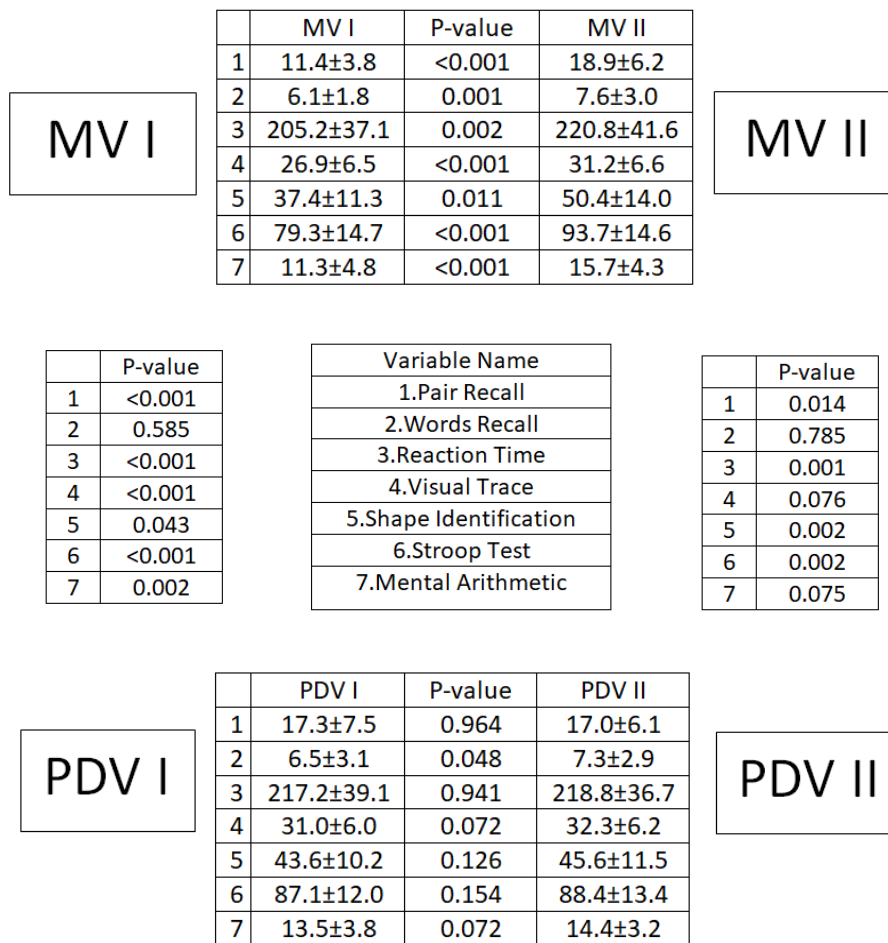 MV I P-value MV II
1 11.4±3.8 <0.001 18.9±6.2
2 6.1±1.8 0.001 7.6±3.0
3 205.2±37.1 0.002 220.8±41.6
4 26.9±6.5 <0.001 31.2±6.6
5 37.4±11.3 0.011 50.4±14.0
6 79.3±14.7 <0.001 93.7±14.6
7 11.3±4.8 <0.001 15.7±4.3
MV I
MV II
P-value
1 <0.001
2 0.585
3 <0.001
4 <0.001
5 0.043
6 <0.001
7 0.002
Variable Name
1.Pair Recall
2.Words Recall
3.Reaction Time
4.Visual Trace
5.Shape Identification
6.Stroop Test
7.Mental Arithmetic
P-value
1 0.014
2 0.785
3 0.001
4 0.076
5 0.002
6 0.002
7 0.075
PDV I P-value PDV II
1 17.3±7.5 0.964 17.0±6.1
2 6.5±3.1 0.048 7.3±2.9
3 217.2±39.1 0.941 218.8±36.7
4 31.0±6.0 0.072 32.3±6.2
5 43.6±10.2 0.126 45.6±11.5
6 87.1±12.0 0.154 88.4±13.4
7 13.5±3.8 0.072 14.4±3.2
PDV I
PDV II